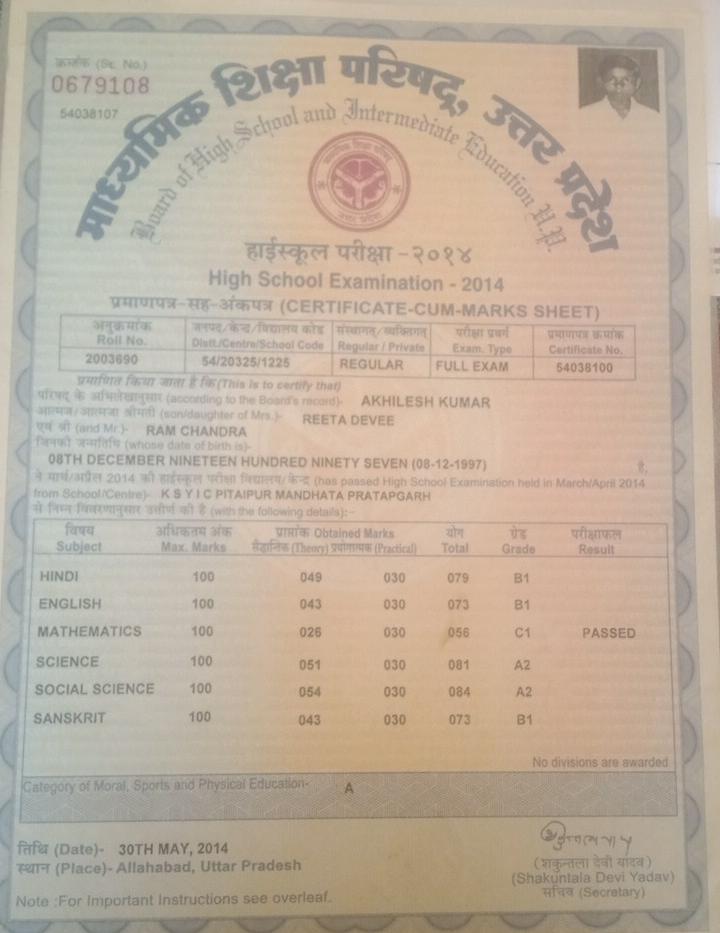 क्रमांक (Sr. No.)
0679108
54038107
माध्यमिक शिक्षा परिषद्, उत्तर प्रदेश
Board of High School and Intermediate Education U.P.
हाईस्कूल परीक्षा -२०१४
High School Examination - 2014
प्रमाणपत्र-सह-अंकपत्र (CERTIFICATE-CUM-MARKS SHEET)
अनुक्रमांक जनपद/केन्द्र/विद्यालय कोड संस्थागत/व्यक्तिगत परीक्षा प्रवर्ग प्रमाणपत्र क्रमांक
Roll No. Distt./Centre/School Code Regular / Private Exam. Type Certificate No.
2003690 54/20325/1225 REGULAR FULL EXAM 54038100
प्रमाणित किया जाता है कि (This is to certify that)
परिषद के अभिलेखानुसार (according to the Board's record)- AKHILESH KUMAR
आत्मज/आत्मजा श्रीमती (son/daughter of Mrs.)- REETA DEVEE
एवं श्री (and Mr.)- RAM CHANDRA
जिनकी जन्मतिथि (whose date of birth is)-
08TH DECEMBER NINETEEN HUNDRED NINETY SEVEN (08-12-1997) है,
ने मार्च/अप्रैल 2014 की हाईस्कूल परीक्षा विद्यालय/केन्द्र (has passed High School Examination held in March/April 2014
from School/Centre)- K S Y I C PITAIPUR MANDHATA PRATAPGARH
से निम्न विवरणानुसार उत्तीर्ण की है (with the following details):-
विषय अधिकतम अंक प्राप्तांक Obtained Marks योग ग्रेड परीक्षाफल
Subject Max. Marks सैद्धान्तिक (Theory) प्रयोगात्मक (Practical) Total Grade Result
HINDI 100 049 030 079 B1
ENGLISH 100 043 030 073 B1
MATHEMATICS 100 026 030 056 C1 PASSED
SCIENCE 100 051 030 081 A2
SOCIAL SCIENCE 100 054 030 084 A2
SANSKRIT 100 043 030 073 B1
No divisions are awarded
Category of Moral, Sports and Physical Education- A
तिथि (Date)- 30TH MAY, 2014
स्थान (Place)- Allahabad, Uttar Pradesh
(शकुन्तला देवी यादव)
(Shakuntala Devi Yadav)
सचिव (Secretary)
Note :For Important Instructions see overleaf.